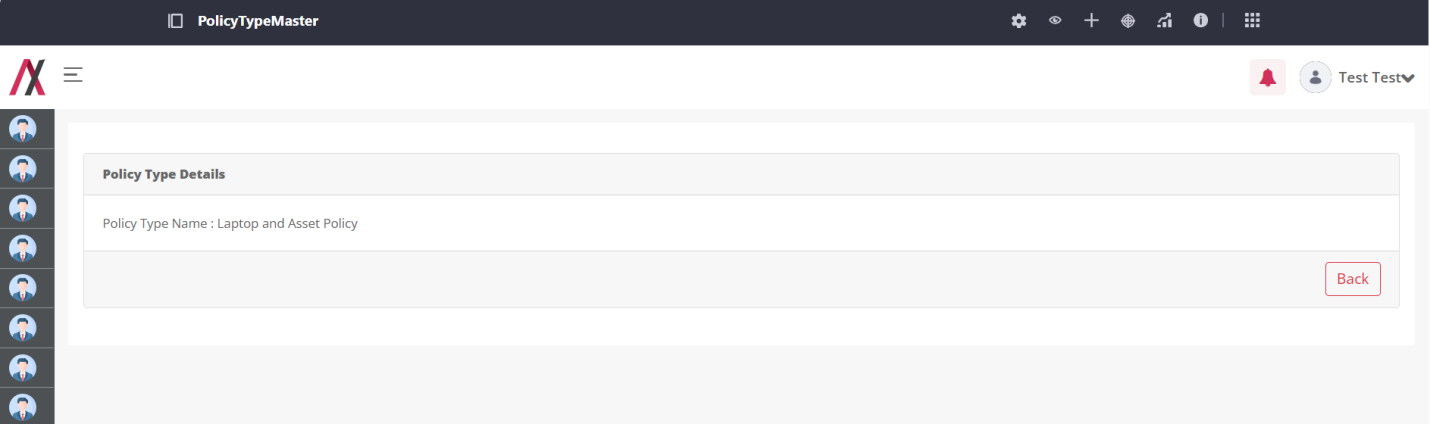 PolicyTypeMaster
Test Test
Policy Type Details
Policy Type Name : Laptop and Asset Policy
Back